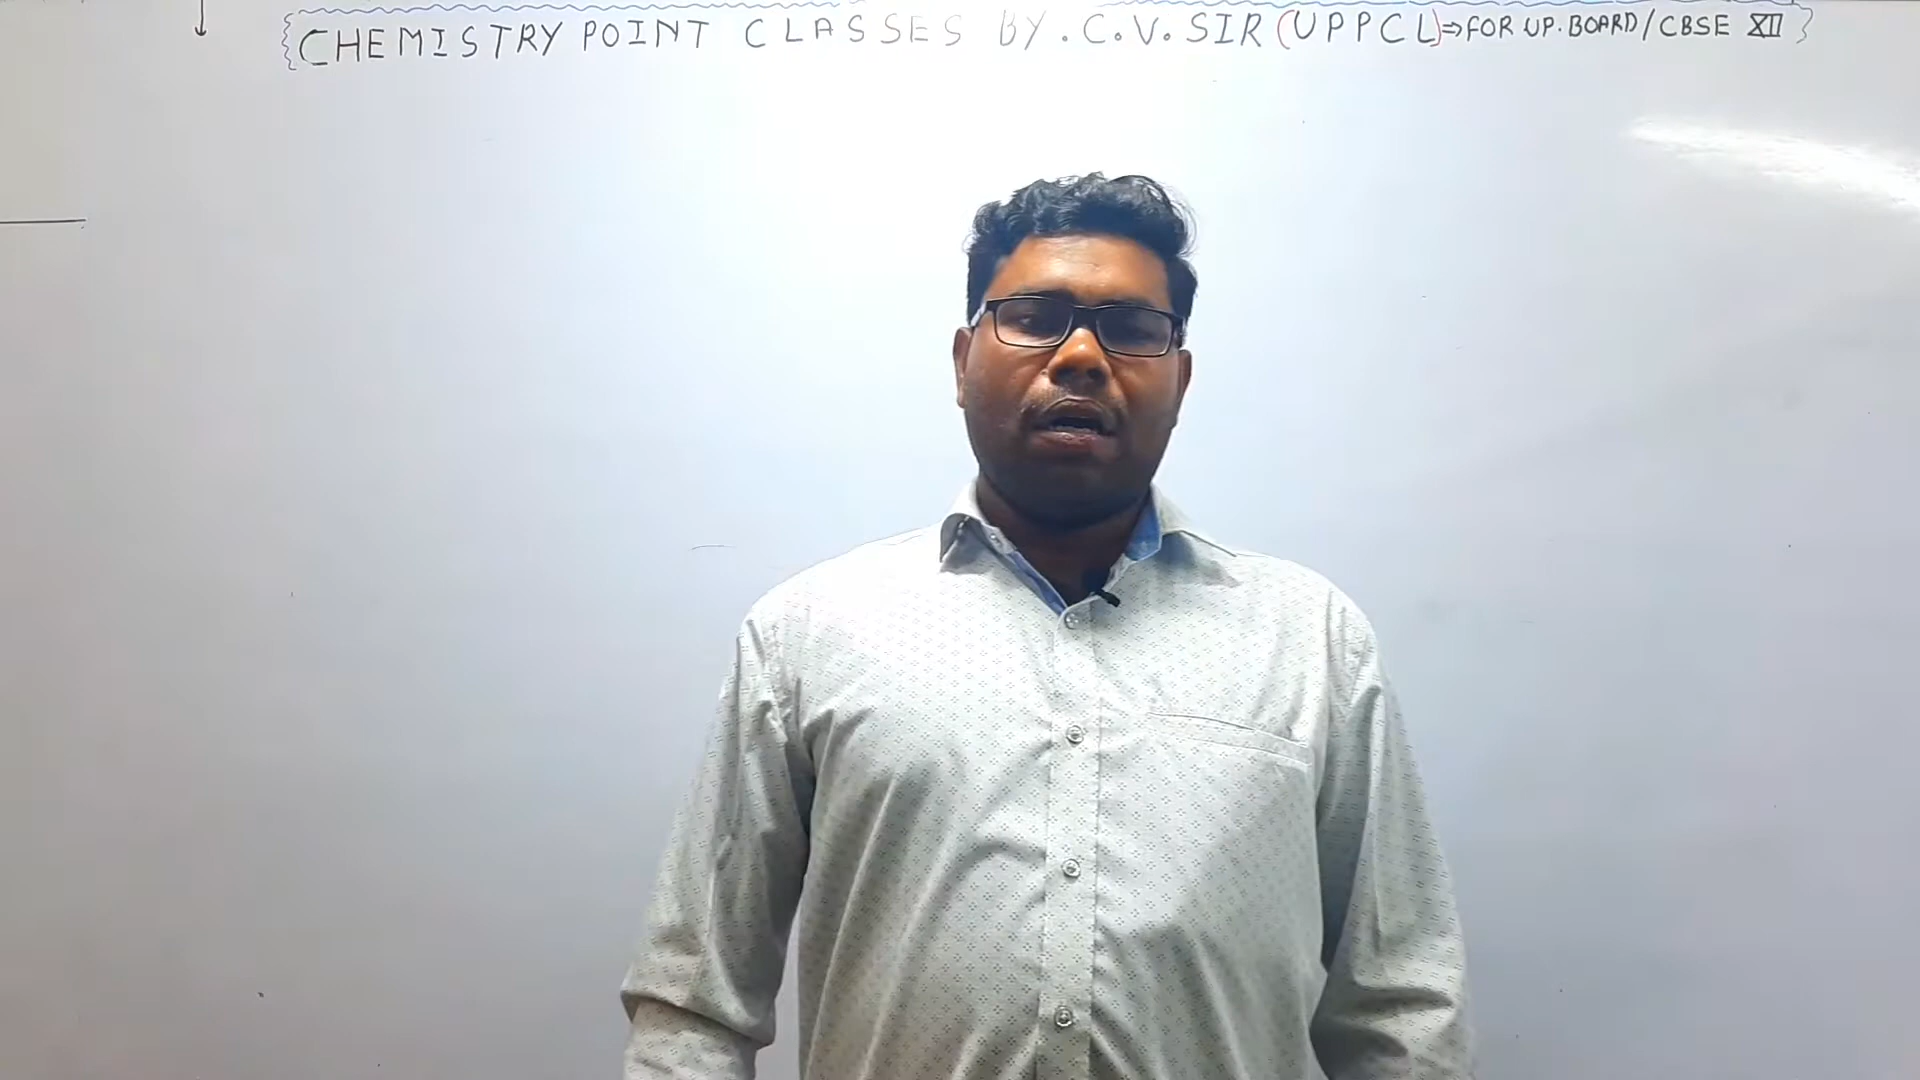 CHEMISTRY POINT CLASSES BY . C.V. SIR (UPPCL)⇒FOR UP. BOARD/CBSE XII